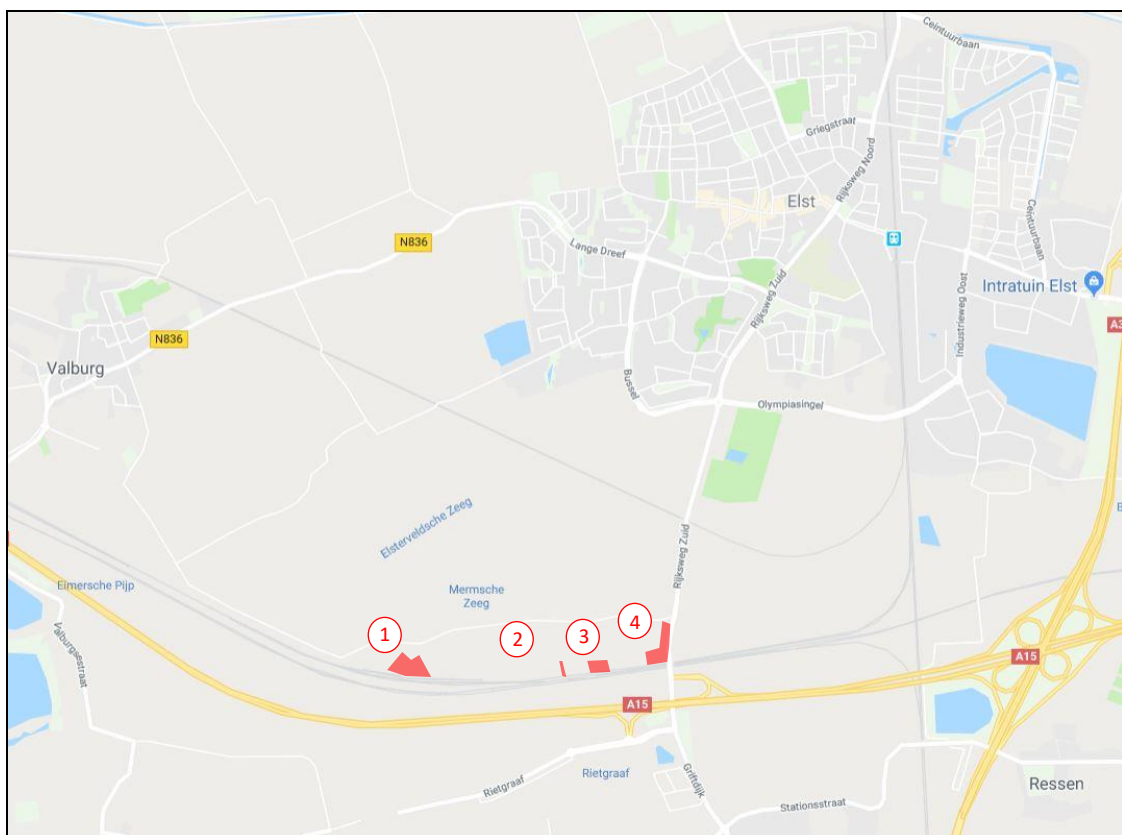 Ceintuurbaan
Griegstraat
Rijksweg Noord
Elst
Ceintuurbaan
N836
Lange Dreef
Intratuin Elst
Rijksweg Zuid
Industrieweg Oost
A3
N836
Valburg
Bussel
Olympiasingel
Elsterveldsche Zeeg
Rijksweg Zuid
B
Eimersche Pijp
Mermsche
Zeeg
Valburgsestraat
1
2
3
4
A15
A15
Rietgraaf
Rietgraaf
Griftdijk
Ressen
Stationsstraat